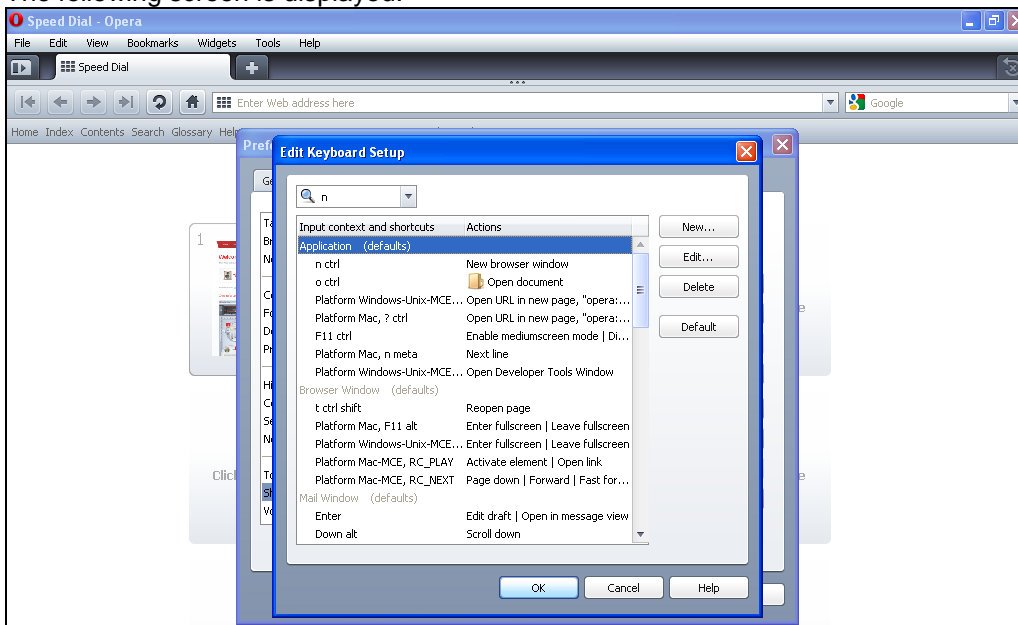 Speed Dial - Opera
File Edit View Bookmarks Widgets Tools Help
Speed Dial
Enter Web address here
Google
Home Index Contents Search Glossary Help
Edit Keyboard Setup
n
Input context and shortcuts Actions
New...
Application (defaults)
n ctrl New browser window
Edit...
o ctrl Open document
Delete
Platform Windows-Unix-MCE... Open URL in new page, "opera:...
Platform Mac, ? ctrl Open URL in new page, "opera:...
Default
F11 ctrl Enable mediumscreen mode | Di...
Platform Mac, n meta Next line
Platform Windows-Unix-MCE... Open Developer Tools Window
Browser Window (defaults)
t ctrl shift Reopen page
Platform Mac, F11 alt Enter fullscreen | Leave fullscreen
Platform Windows-Unix-MCE... Enter fullscreen | Leave fullscreen
Platform Mac-MCE, RC_PLAY Activate element | Open link
Platform Mac-MCE, RC_NEXT Page down | Forward | Fast for...
Mail Window (defaults)
Enter Edit draft | Open in message view
Down alt Scroll down
OK Cancel Help
1